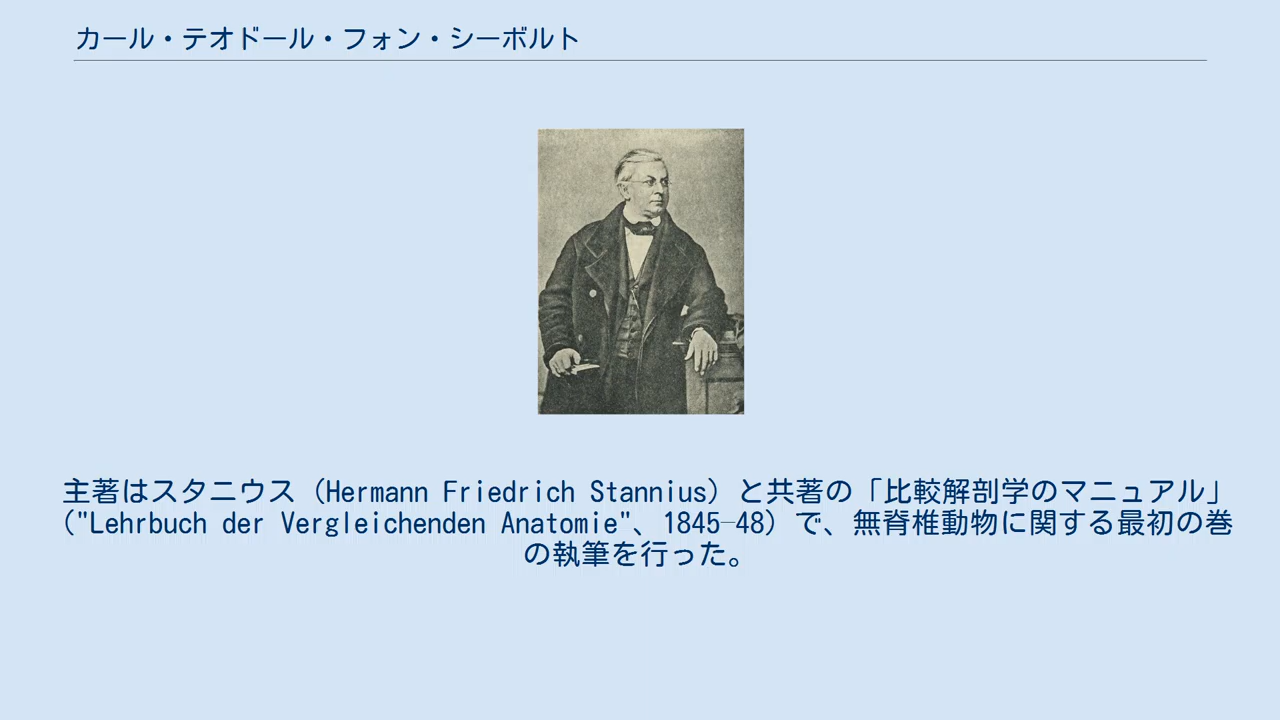 カール・テオドール・フォン・シーボルト
主著はスタニウス（Hermann Friedrich Stannius）と共著の「比較解剖学のマニュアル」
（"Lehrbuch der Vergleichenden Anatomie"、1845–48）で、無脊椎動物に関する最初の巻
の執筆を行った。